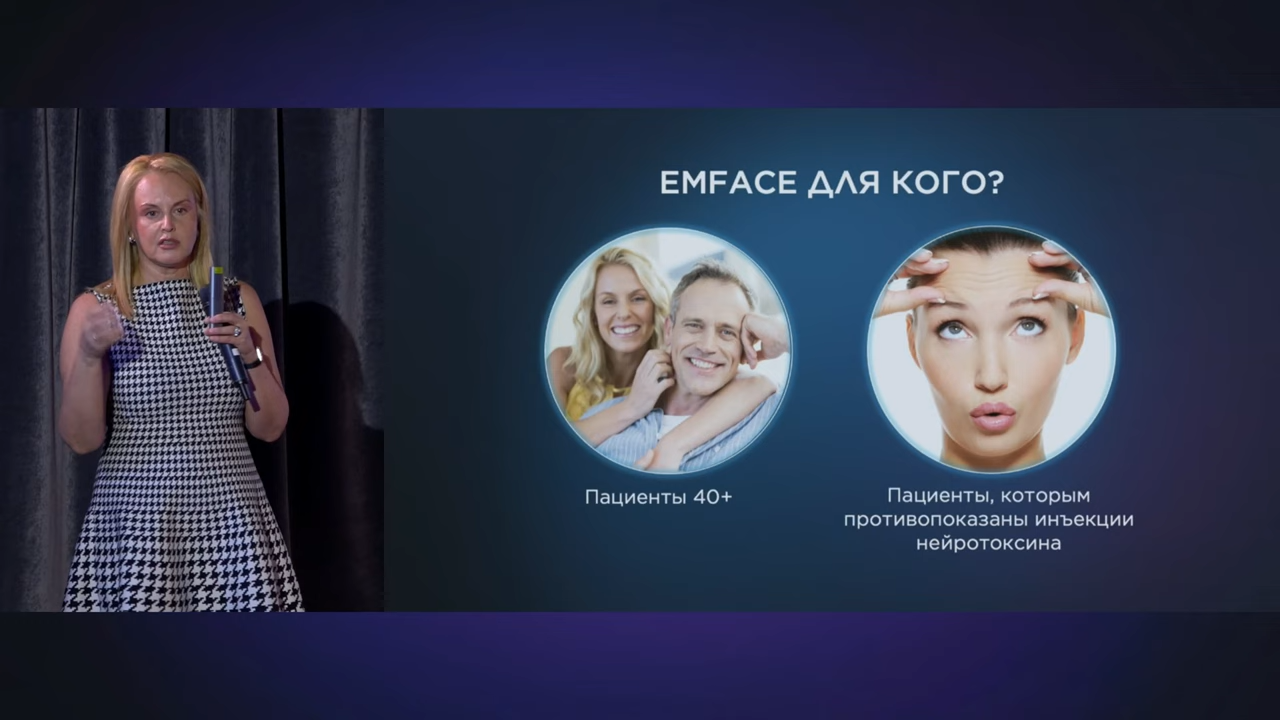 EMFACE ДЛЯ КОГО?
Пациенты 40+
Пациенты, которым
противопоказаны инъекции
нейротоксина